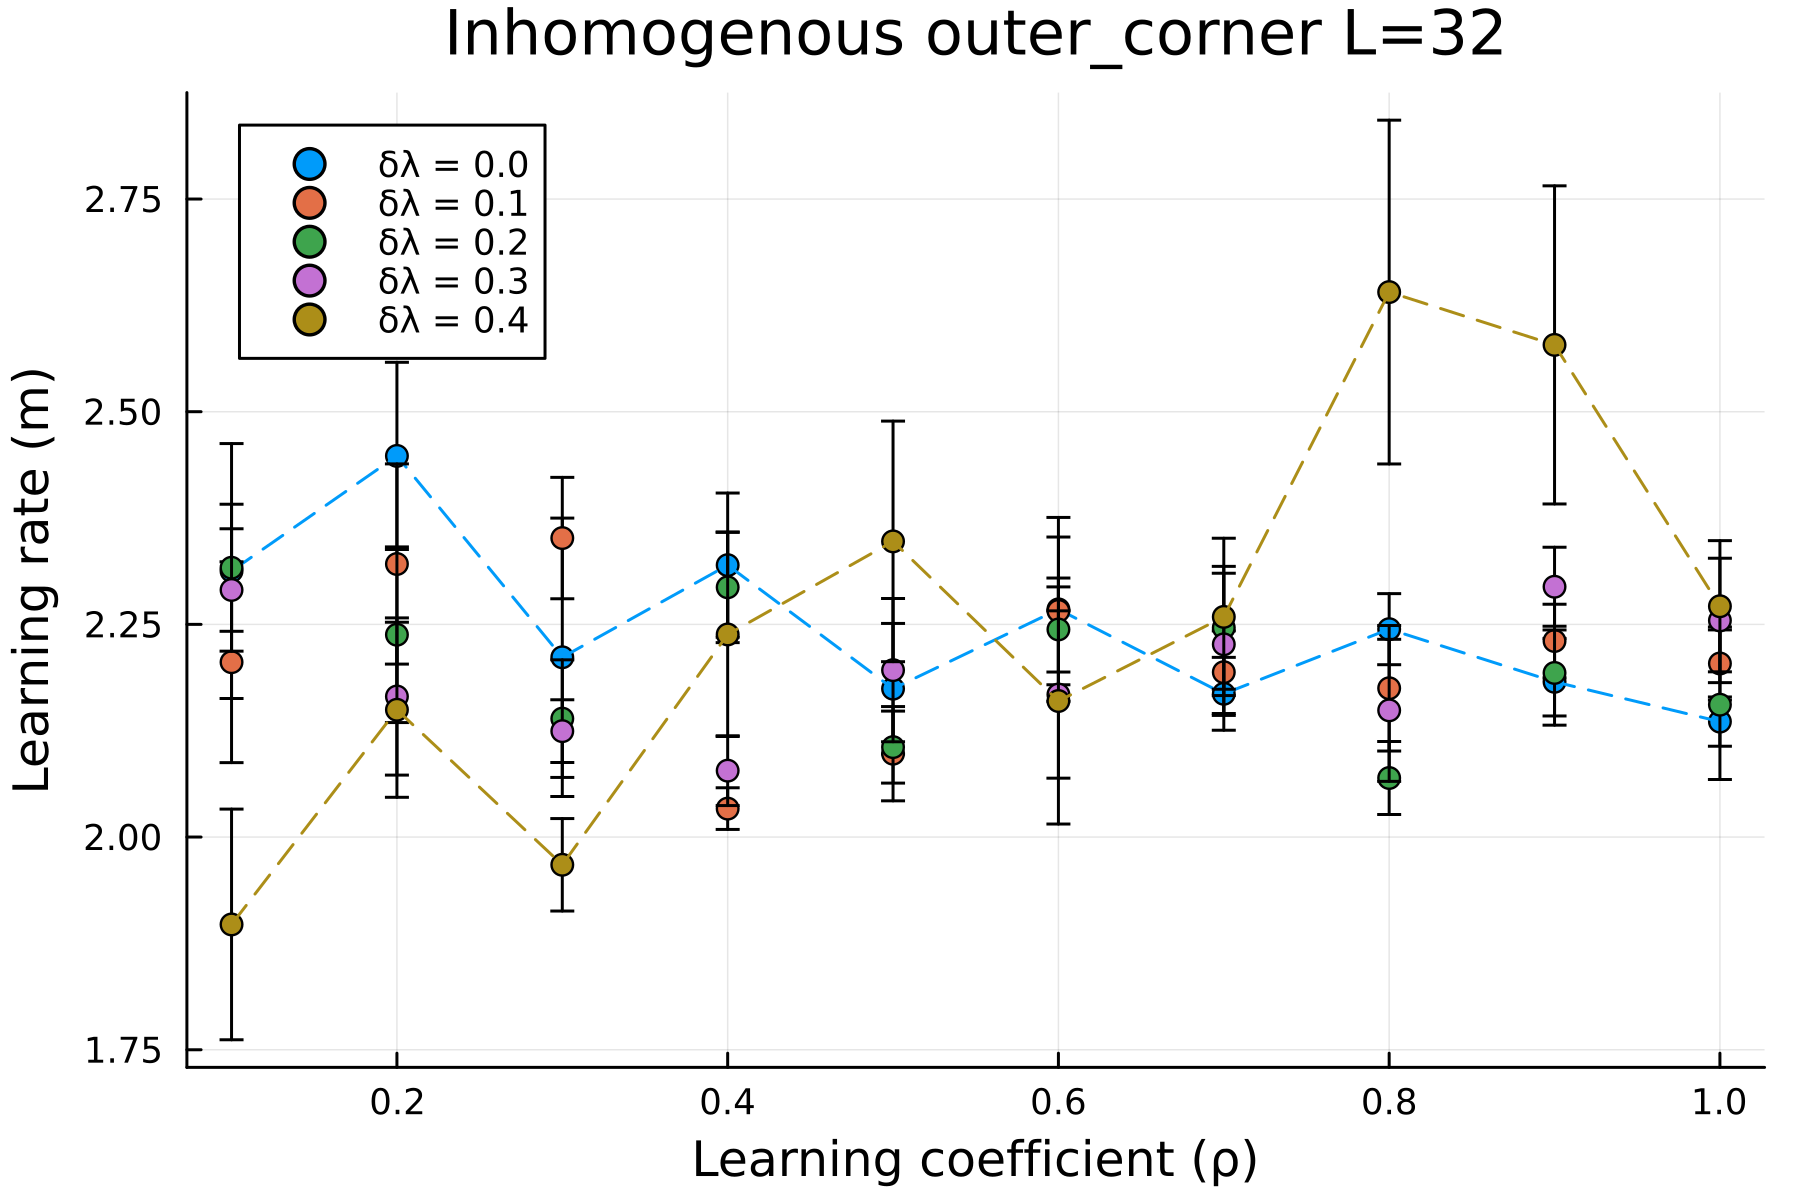 Inhomogenous outer_corner L=32
δλ = 0.0
δλ = 0.1
δλ = 0.2
δλ = 0.3
δλ = 0.4
Learning rate (m)
2.75
2.50
2.25
2.00
1.75
0.2 0.4 0.6 0.8 1.0
Learning coefficient (ρ)